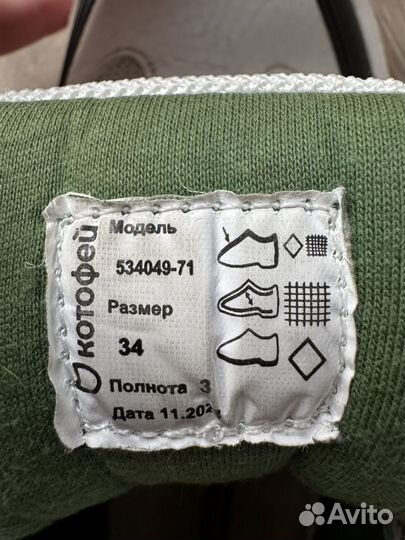 котофей
Модель
534049-71
Размер
34
Полнота 3
Дата 11.202
Avito